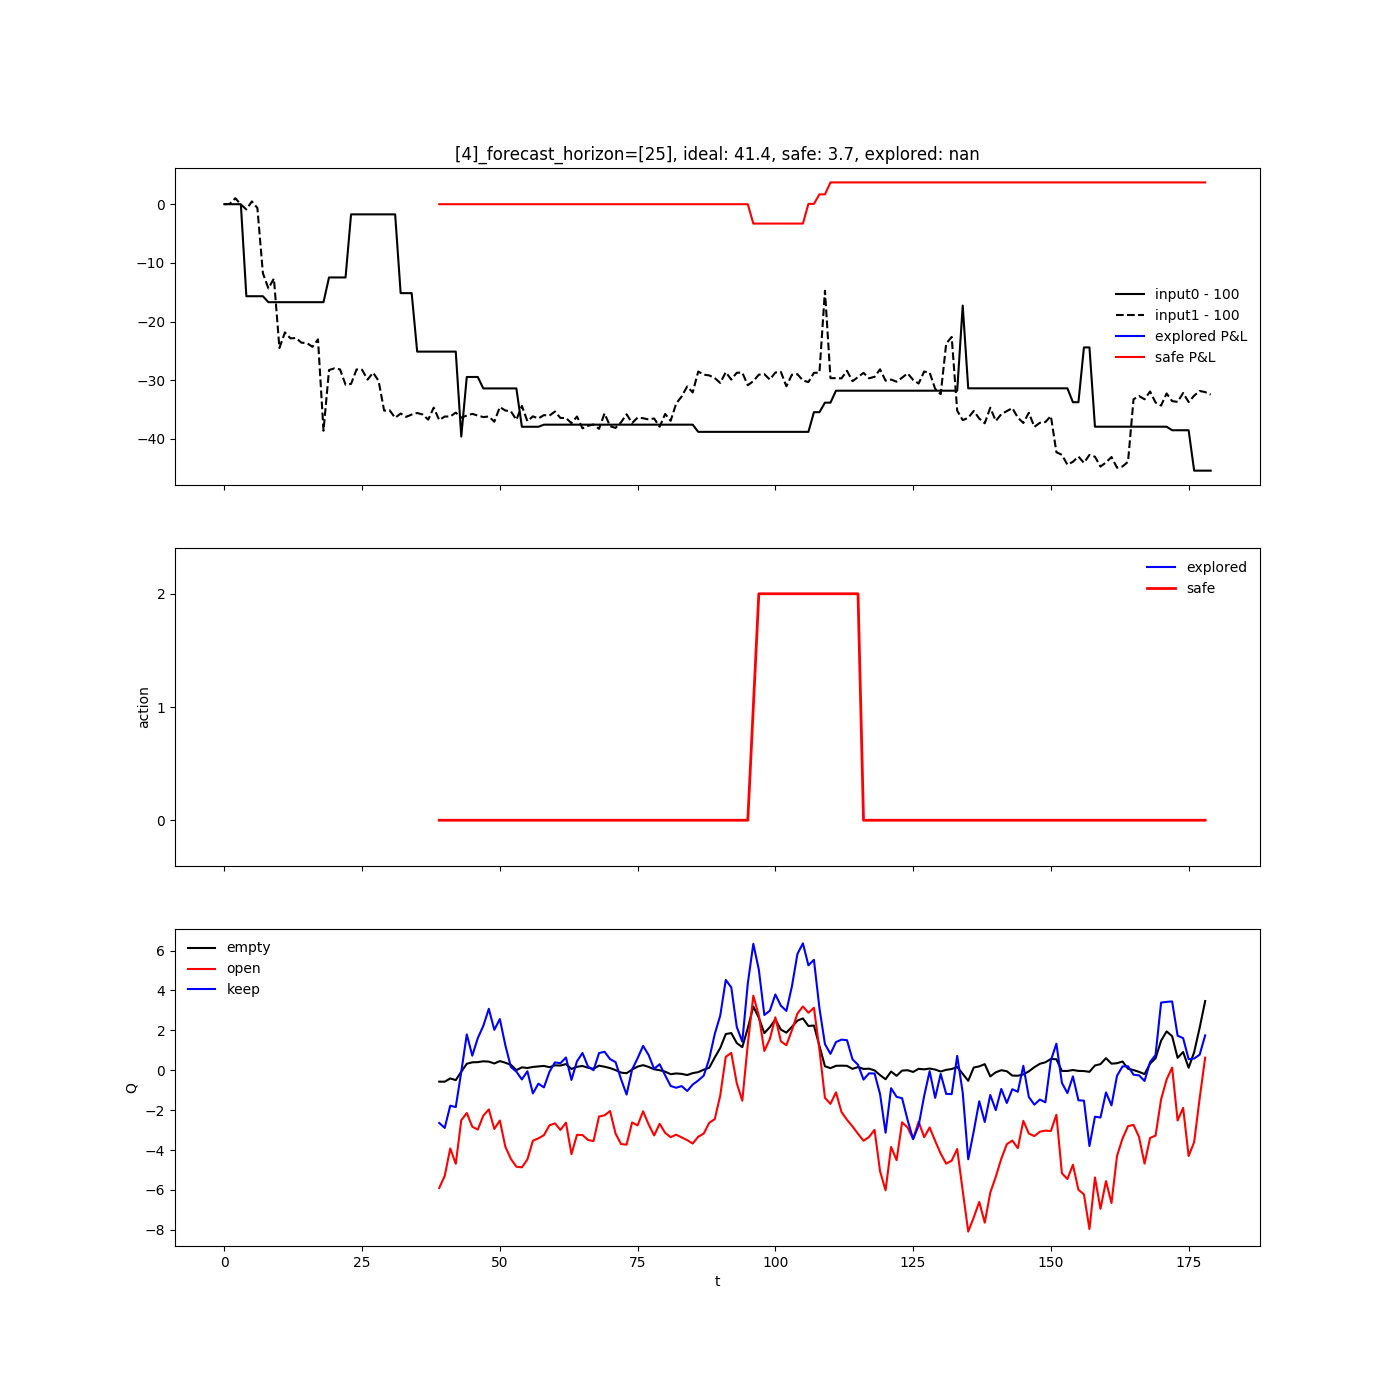 [4]_forecast_horizon=[25], ideal: 41.4, safe: 3.7, explored: nan
0
−10
−20
−30
−40
input0 - 100
input1 - 100
explored P&L
safe P&L
action
2
1
0
explored
safe
Q
6
4
2
0
−2
−4
−6
−8
empty
open
keep
0 25 50 75 100 125 150 175
t